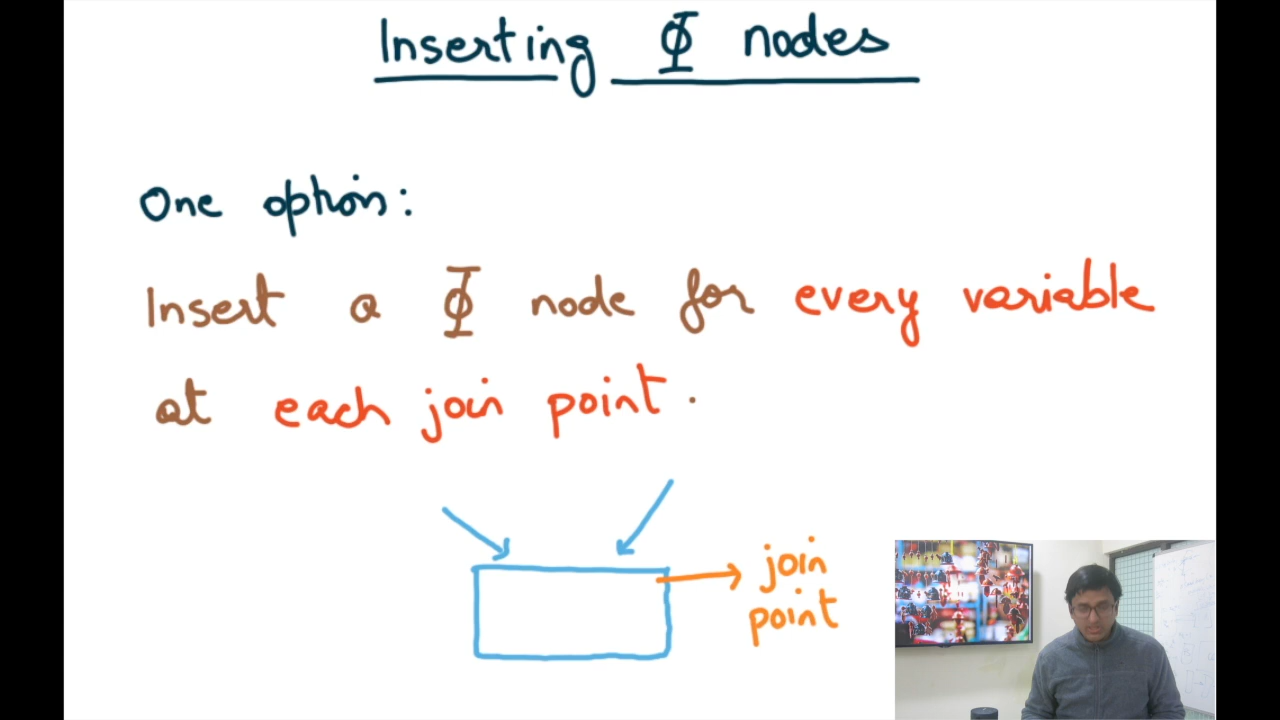 Inserting Φ nodes
One option:
Insert a Φ node for every variable
at each join point.
join
point